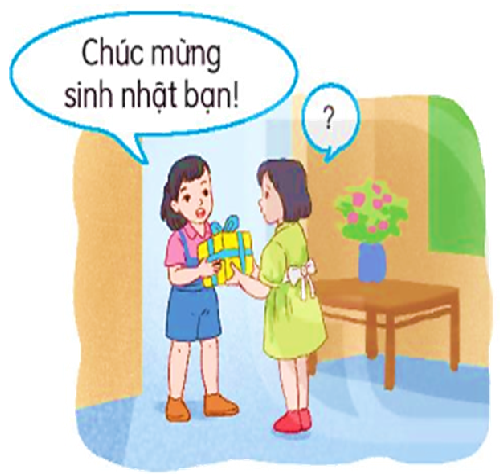 Chúc mừng
sinh nhật bạn!
?